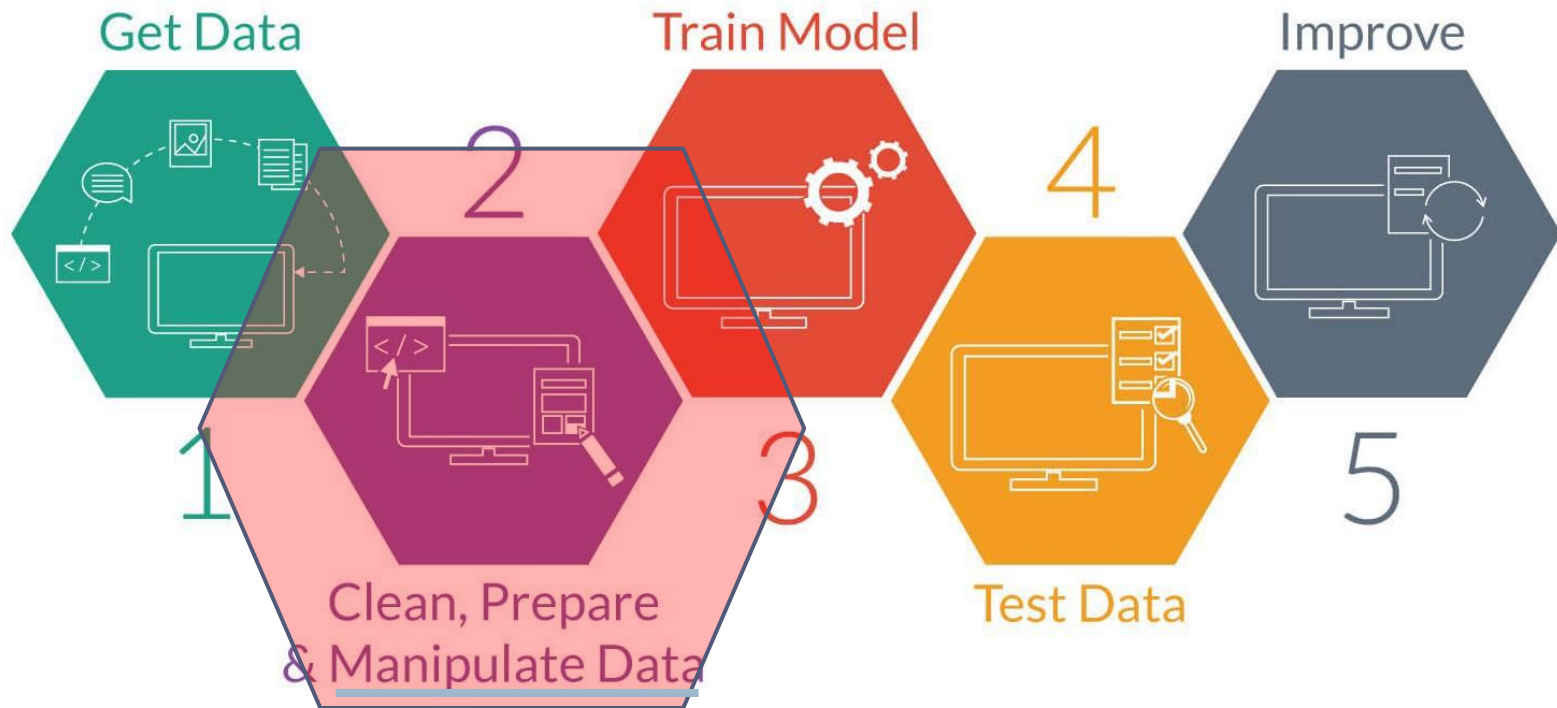 Get Data
Train Model
Improve
2
4
</>
</>
1
3
5
Clean, Prepare
& Manipulate Data
Test Data